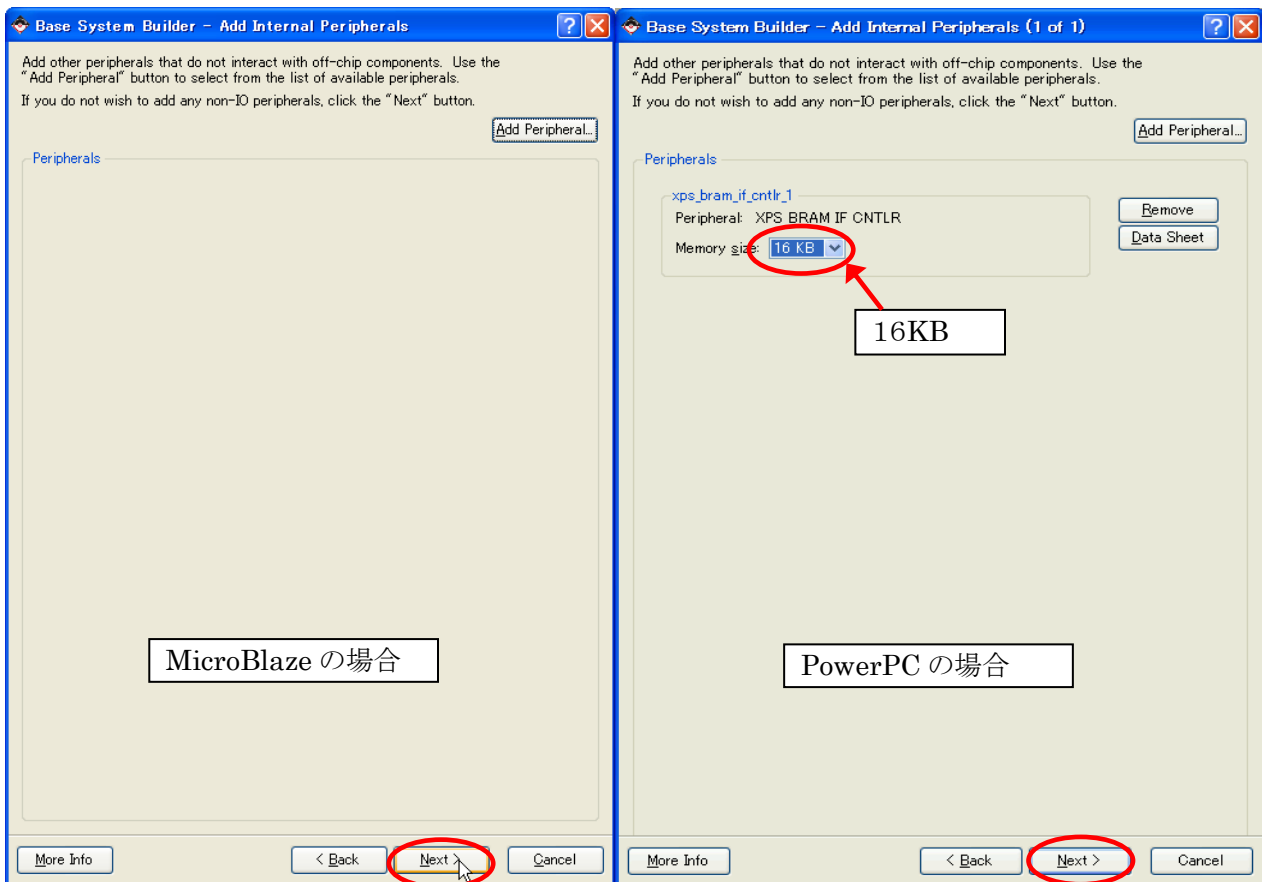 Base System Builder - Add Internal Peripherals
Add other peripherals that do not interact with off-chip components. Use the
"Add Peripheral" button to select from the list of available peripherals.
If you do not wish to add any non-IO peripherals, click the "Next" button.
Add Peripheral...
Peripherals
MicroBlaze の場合
More Info
< Back
Next >
Cancel
Base System Builder - Add Internal Peripherals (1 of 1)
Add other peripherals that do not interact with off-chip components. Use the
"Add Peripheral" button to select from the list of available peripherals.
If you do not wish to add any non-IO peripherals, click the "Next" button.
Add Peripheral...
Peripherals
xps_bram_if_cntlr_1
Peripheral: XPS BRAM IF CNTLR
Remove
Memory size: 16 KB
Data Sheet
16KB
PowerPC の場合
More Info
< Back
Next >
Cancel